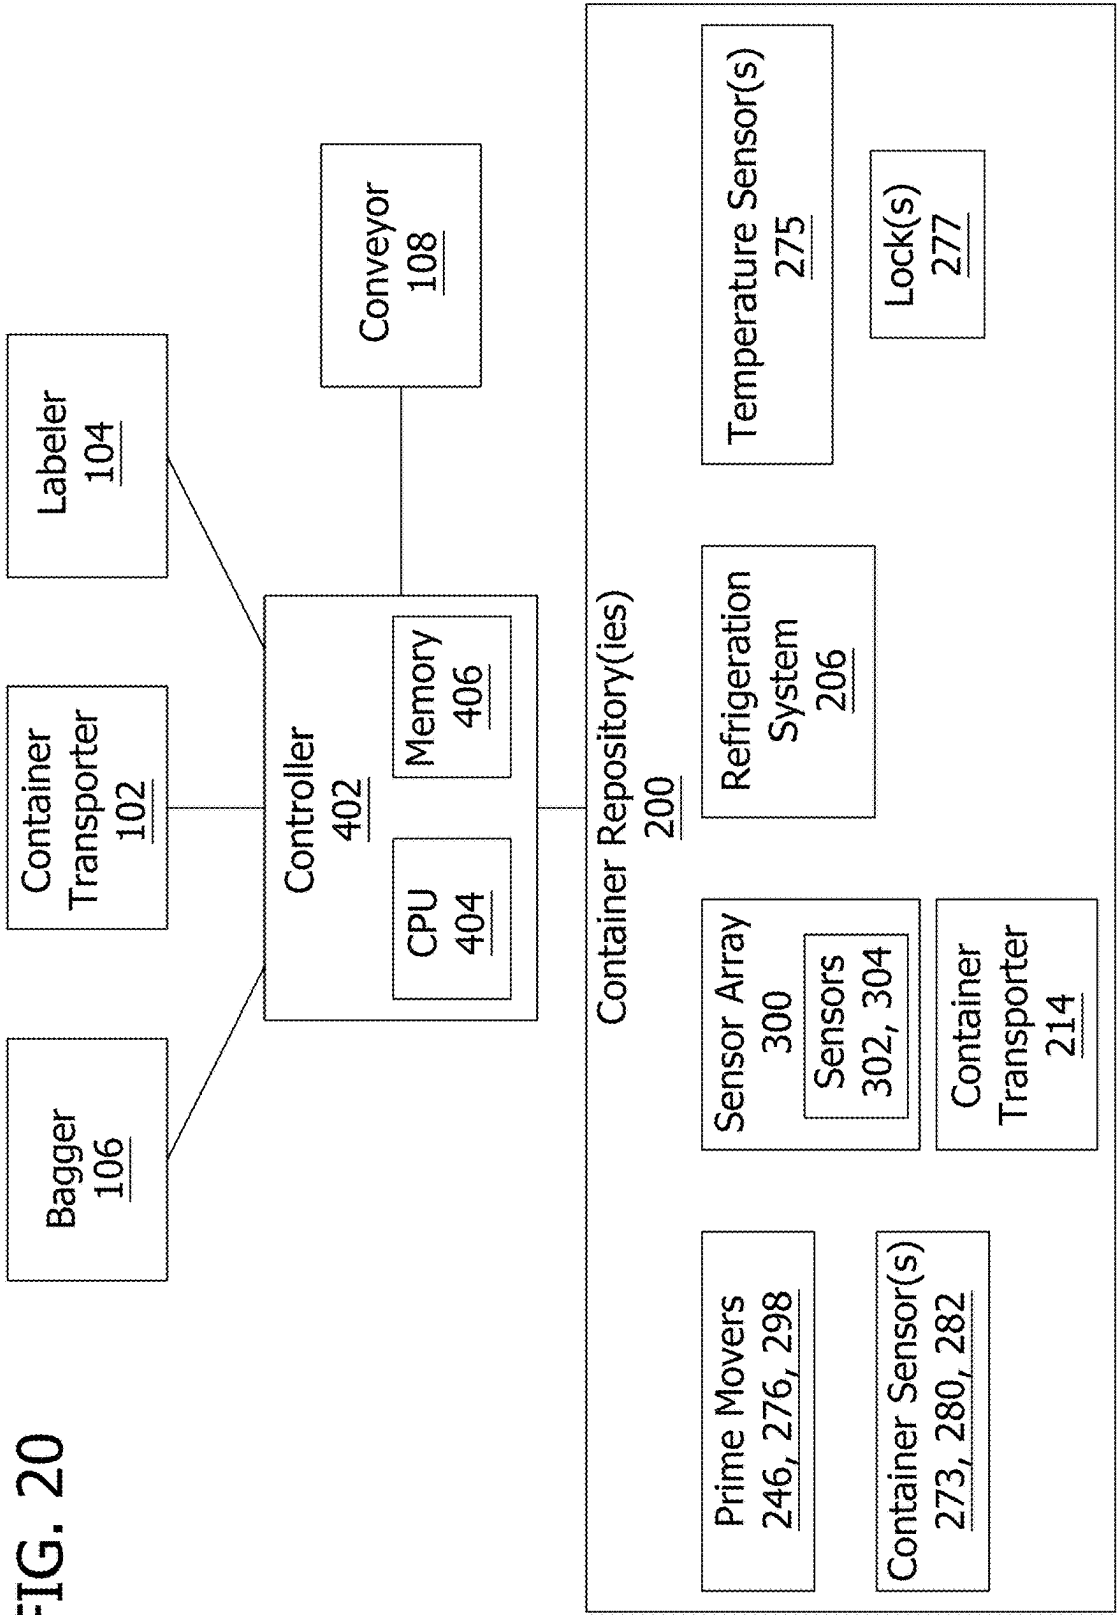 FIG. 20
Bagger
106
Container
Transporter
102
Labeler
104
Controller
402
CPU
404
Memory
406
Conveyor
108
Container Repository(ies)
200
Prime Movers
246, 276, 298
Container Sensor(s)
273, 280, 282
Sensor Array
300
Sensors
302, 304
Container
Transporter
214
Refrigeration
System
206
Temperature Sensor(s)
275
Lock(s)
277